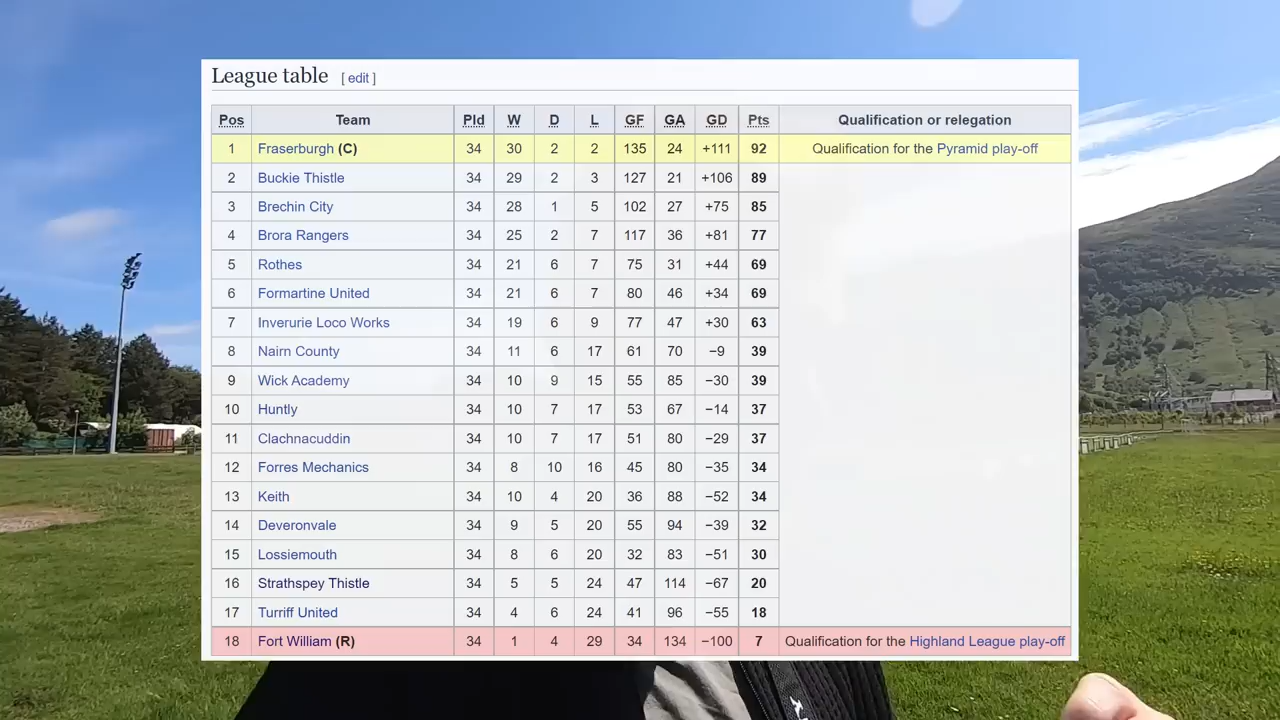 League table [ edit ]
Pos Team Pld W D L GF GA GD Pts Qualification or relegation
1 Fraserburgh (C) 34 30 2 2 135 24 +111 92 Qualification for the Pyramid play-off
2 Buckie Thistle 34 29 2 3 127 21 +106 89
3 Brechin City 34 28 1 5 102 27 +75 85
4 Brora Rangers 34 25 2 7 117 36 +81 77
5 Rothes 34 21 6 7 75 31 +44 69
6 Formartine United 34 21 6 7 80 46 +34 69
7 Inverurie Loco Works 34 19 6 9 77 47 +30 63
8 Nairn County 34 11 6 17 61 70 −9 39
9 Wick Academy 34 10 9 15 55 85 −30 39
10 Huntly 34 10 7 17 53 67 −14 37
11 Clachnacuddin 34 10 7 17 51 80 −29 37
12 Forres Mechanics 34 8 10 16 45 80 −35 34
13 Keith 34 10 4 20 36 88 −52 34
14 Deveronvale 34 9 5 20 55 94 −39 32
15 Lossiemouth 34 8 6 20 32 83 −51 30
16 Strathspey Thistle 34 5 5 24 47 114 −67 20
17 Turriff United 34 4 6 24 41 96 −55 18
18 Fort William (R) 34 1 4 29 34 134 −100 7 Qualification for the Highland League play-off